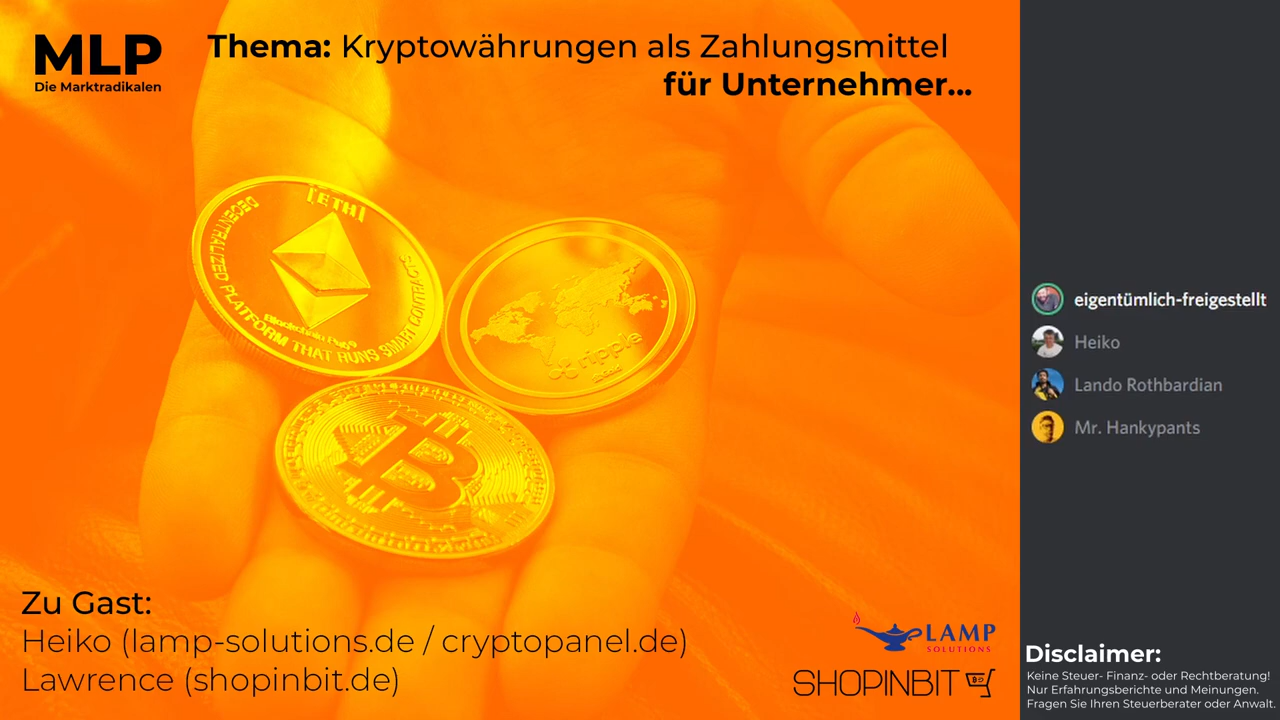 MLP
Die Marktradikalen
Thema: Kryptowährungen als Zahlungsmittel
für Unternehmer...
ETH
DECENTRALIZED PLATFORM THAT RUNS SMART CONTRACTS
ripple
eigentümlich-freigestellt
Heiko
Lando Rothbardian
Mr. Hankypants
Zu Gast:
Heiko (lamp-solutions.de / cryptopanel.de)
Lawrence (shopinbit.de)
LAMP
SOLUTIONS
SHOPINBIT
Disclaimer:
Keine Steuer- Finanz- oder Rechtberatung!
Nur Erfahrungsberichte und Meinungen.
Fragen Sie Ihren Steuerberater oder Anwalt.